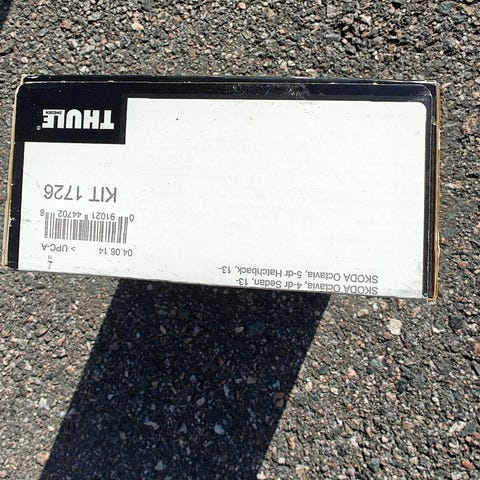 SKODA Octavia, 4-dr Sedan, 13-
SKODA Octavia, 5-dr Hatchback, 13-
04.06.14 > UPC-A
0 91021 44702 8
KIT 1726
THULE®
SWEDEN